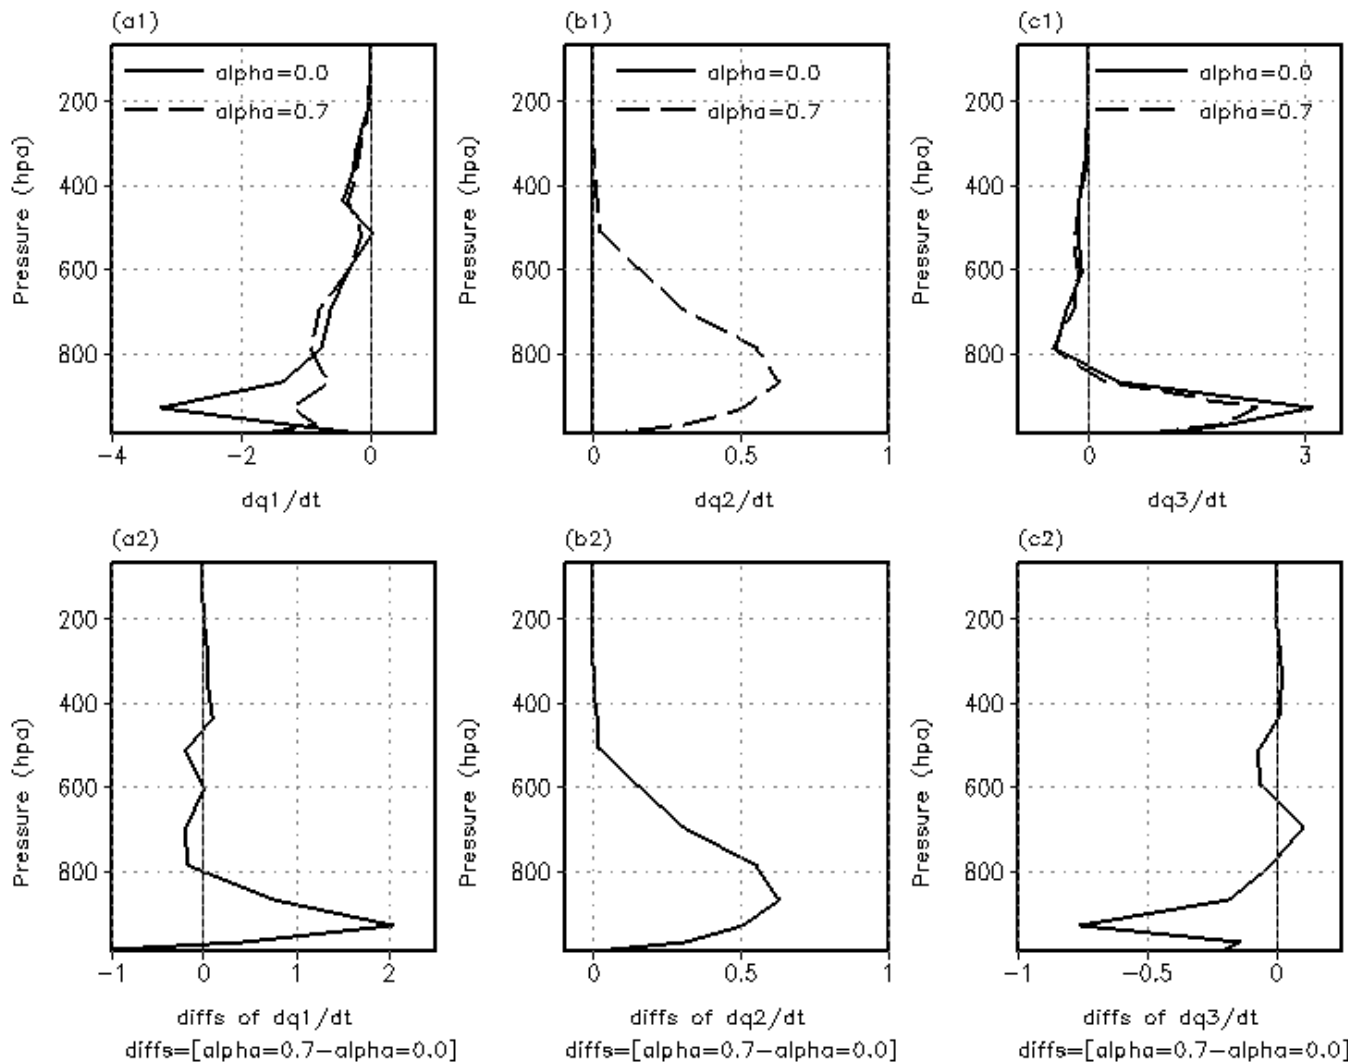 (a1)
alpha=0.0
alpha=0.7
200
400
600
800
Pressure (hpa)
−4
−2
0
dq1/dt
(b1)
alpha=0.0
alpha=0.7
200
400
600
800
Pressure (hpa)
0
0.5
1
dq2/dt
(c1)
alpha=0.0
alpha=0.7
200
400
600
800
Pressure (hpa)
0
3
dq3/dt
(a2)
200
400
600
800
Pressure (hpa)
−1
0
1
2
diffs of dq1/dt
diffs=[alpha=0.7−alpha=0.0]
(b2)
200
400
600
800
Pressure (hpa)
0
0.5
1
diffs of dq2/dt
diffs=[alpha=0.7−alpha=0.0]
(c2)
200
400
600
800
Pressure (hpa)
−1
−0.5
0
diffs of dq3/dt
diffs=[alpha=0.7−alpha=0.0]